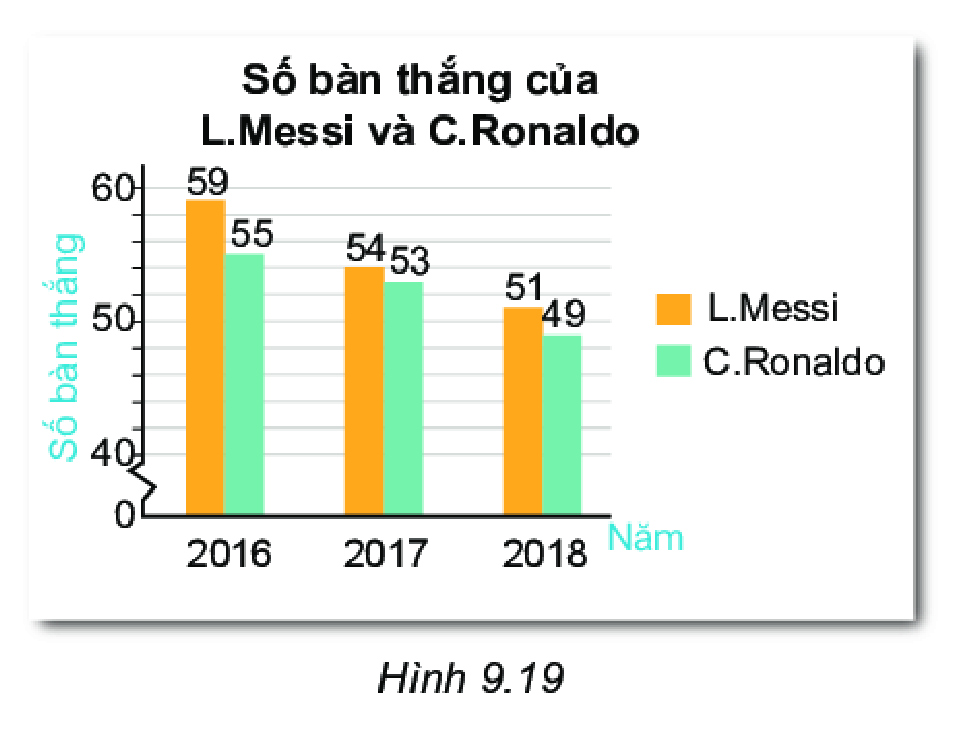 Số bàn thắng của
L.Messi và C.Ronaldo
Số bàn thắng
60
50
40
0
59
55
54
53
51
49
2016
2017
2018
Năm
L.Messi
C.Ronaldo
Hình 9.19